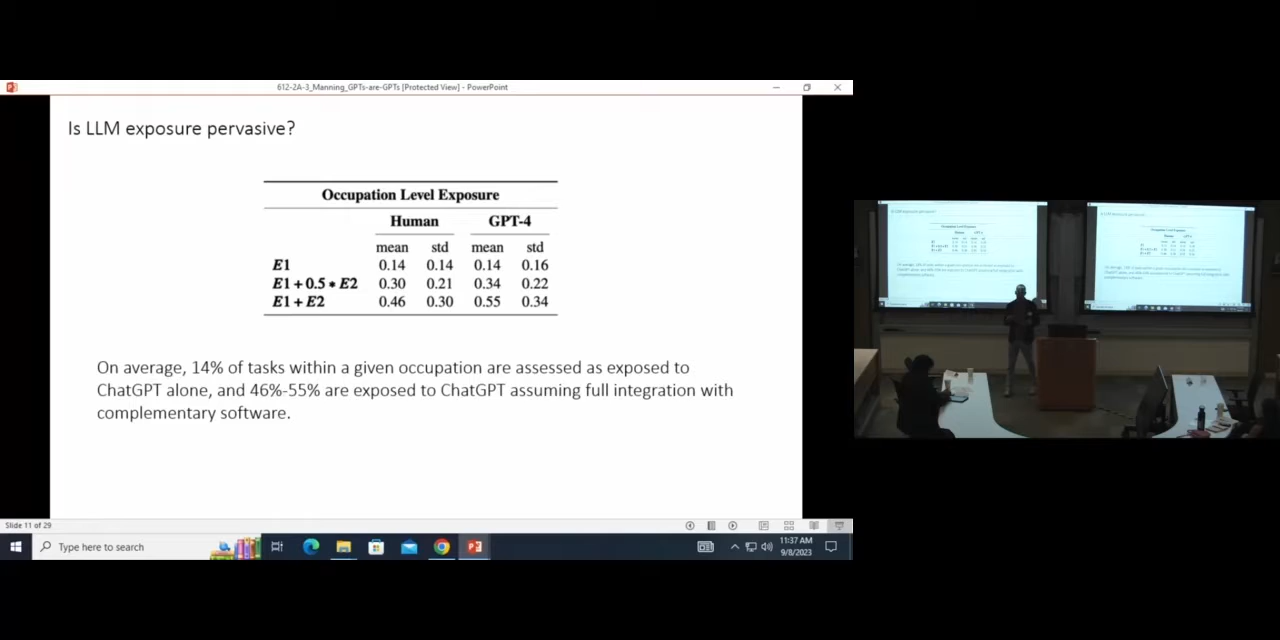 612-2A-3_Manning_GPTs-are-GPTs [Protected View] - PowerPoint
Is LLM exposure pervasive?
Occupation Level Exposure
Human GPT-4
mean std mean std
E1 0.14 0.14 0.14 0.16
E1 + 0.5 * E2 0.30 0.21 0.34 0.22
E1 + E2 0.46 0.30 0.55 0.34
On average, 14% of tasks within a given occupation are assessed as exposed to
ChatGPT alone, and 46%-55% are exposed to ChatGPT assuming full integration with
complementary software.
Slide 11 of 29
Type here to search
11:37 AM
9/8/2023